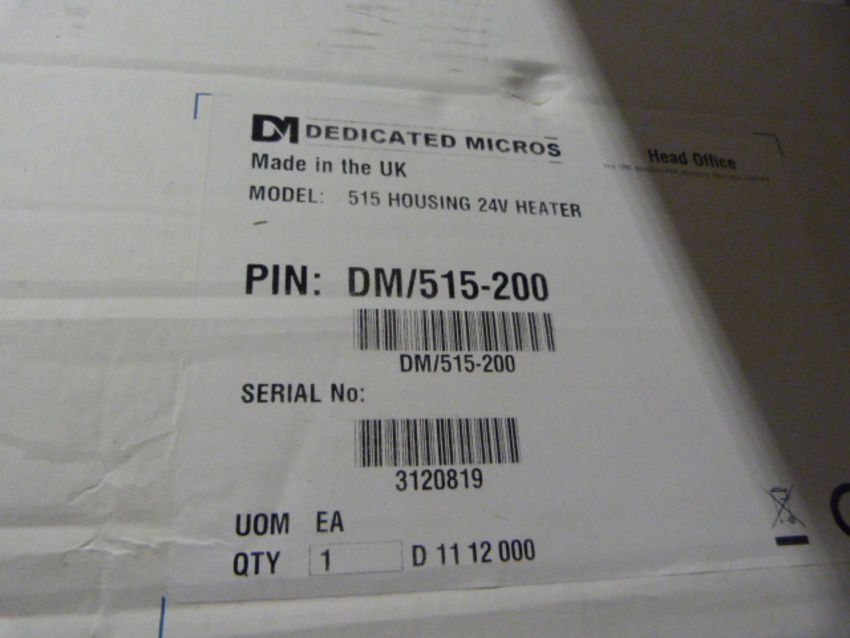 DM DEDICATED MICROS
Made in the UK
MODEL: 515 HOUSING 24V HEATER
Head Office
PIN: DM/515-200
DM/515-200
SERIAL No:
3120819
UOM EA
QTY 1 D 11 12 000